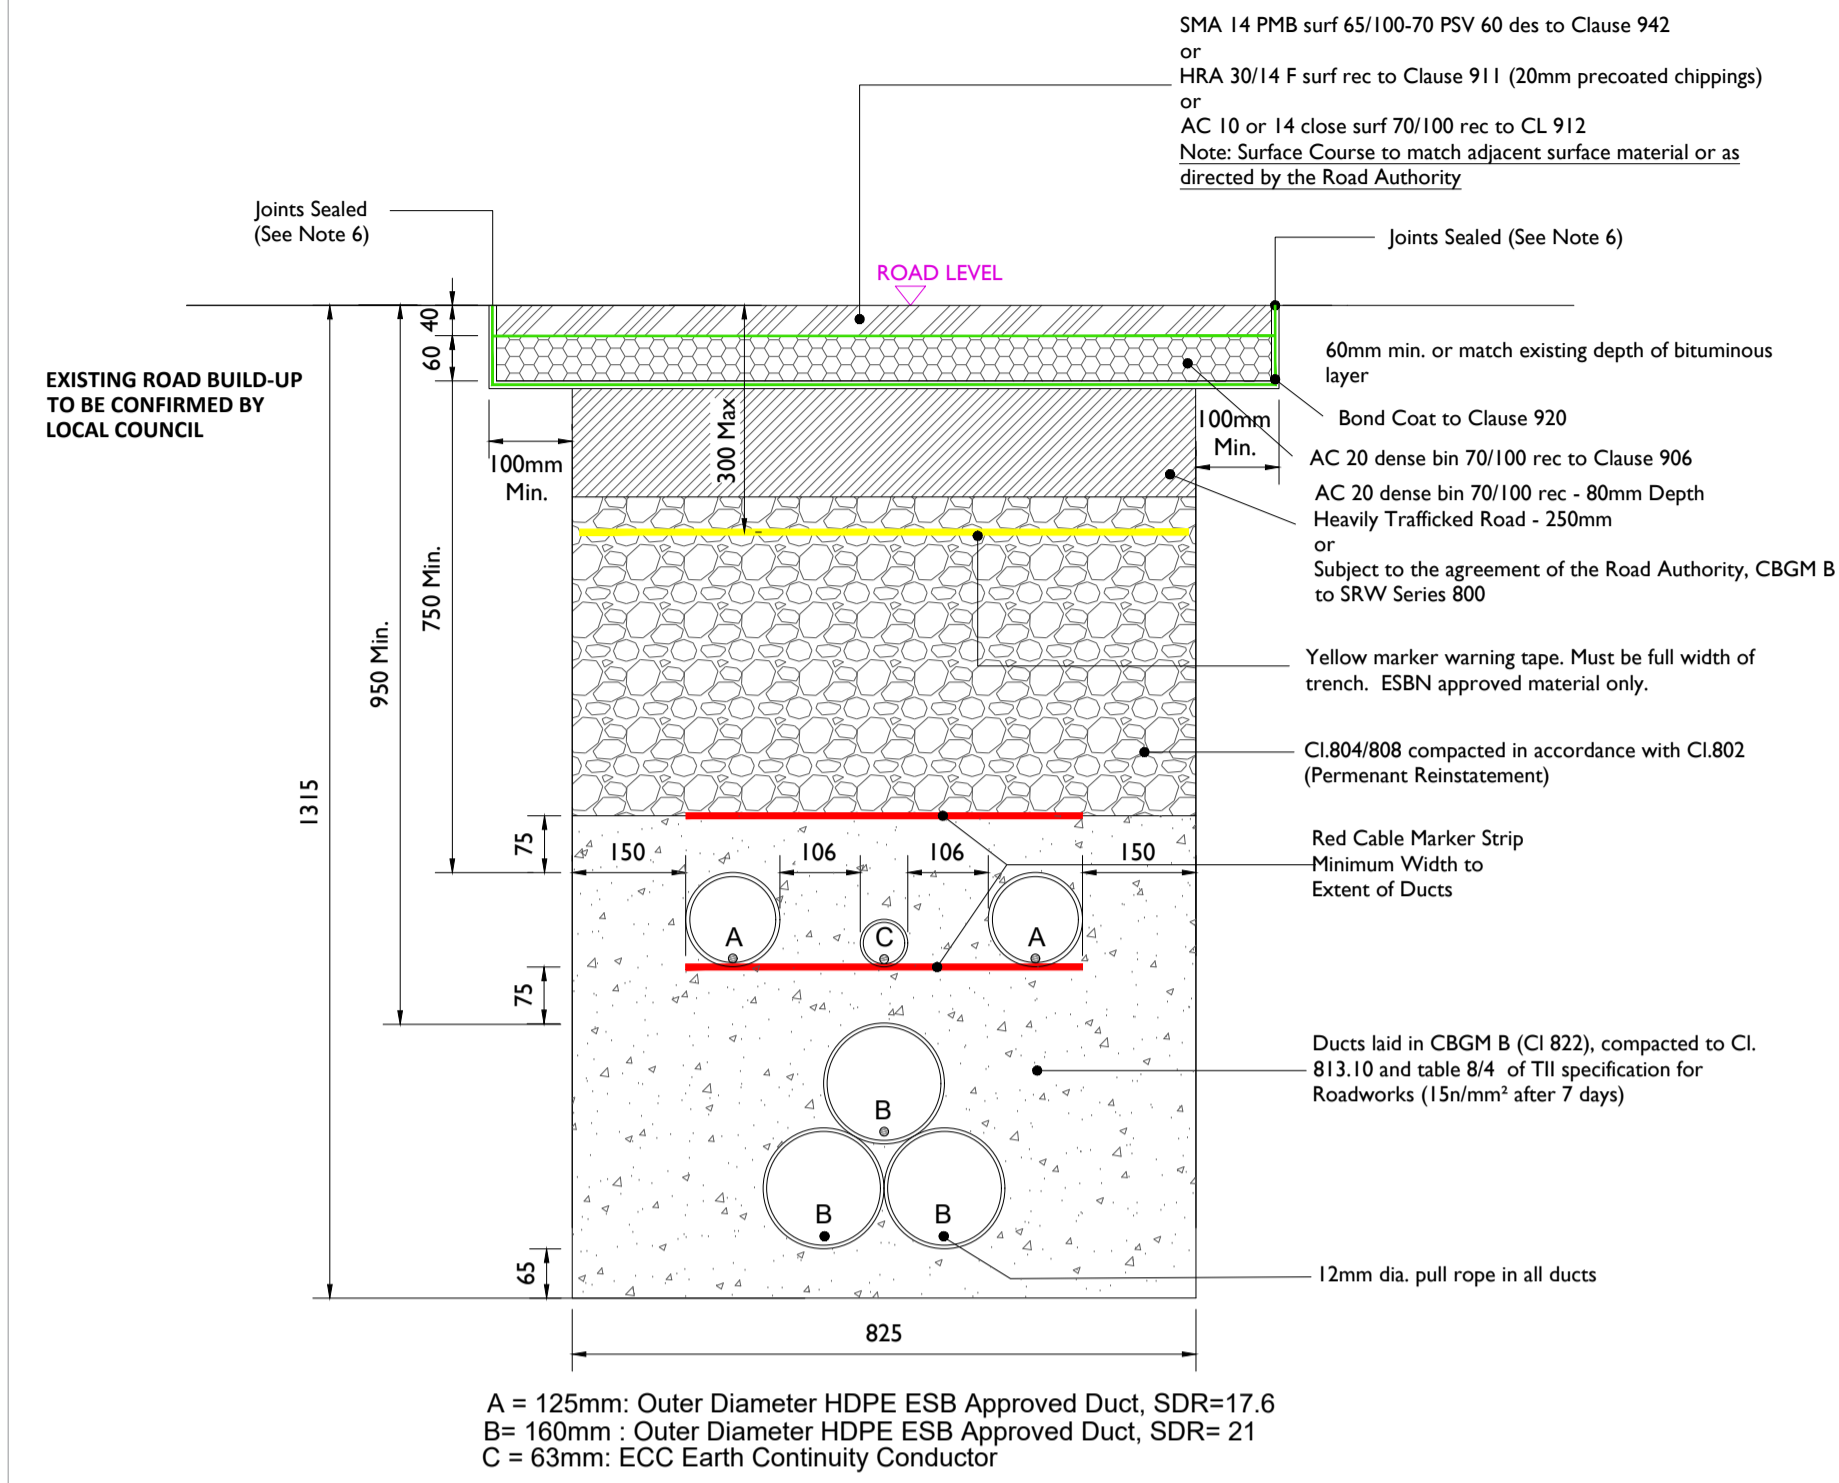 SMA 14 PMB surf 65/100-70 PSV 60 des to Clause 942
or
HRA 30/14 F surf rec to Clause 911 (20mm precoated chippings)
or
AC 10 or 14 close surf 70/100 rec to CL 912
Note: Surface Course to match adjacent surface material or as
directed by the Road Authority
Joints Sealed
(See Note 6)
Joints Sealed (See Note 6)
ROAD LEVEL
40
60
EXISTING ROAD BUILD-UP
TO BE CONFIRMED BY
LOCAL COUNCIL
60mm min. or match existing depth of bituminous
layer
Bond Coat to Clause 920
300 Max
100mm
Min.
100mm
Min.
AC 20 dense bin 70/100 rec to Clause 906
AC 20 dense bin 70/100 rec - 80mm Depth
Heavily Trafficked Road - 250mm
or
Subject to the agreement of the Road Authority, CBGM B
to SRW Series 800
750 Min.
950 Min.
1315
Yellow marker warning tape. Must be full width of
trench. ESBN approved material only.
Cl.804/808 compacted in accordance with Cl.802
(Permenant Reinstatement)
75
150
106
106
150
Red Cable Marker Strip
Minimum Width to
Extent of Ducts
A
C
A
75
Ducts laid in CBGM B (Cl 822), compacted to Cl.
813.10 and table 8/4 of TII specification for
Roadworks (15n/mm² after 7 days)
B
B
B
65
12mm dia. pull rope in all ducts
825
A = 125mm: Outer Diameter HDPE ESB Approved Duct, SDR=17.6
B= 160mm : Outer Diameter HDPE ESB Approved Duct, SDR= 21
C = 63mm: ECC Earth Continuity Conductor